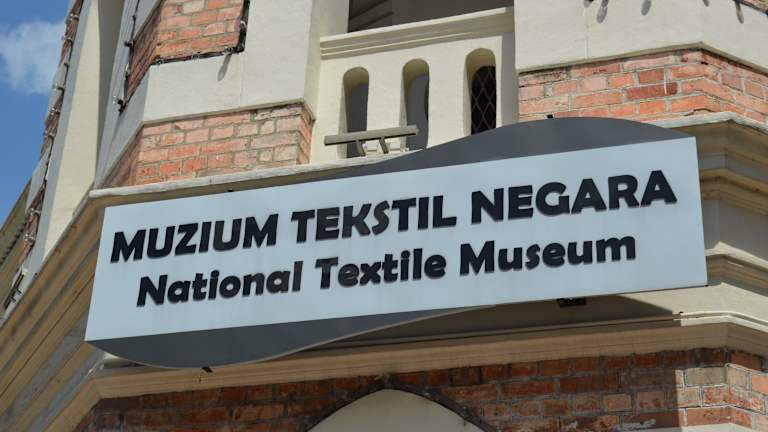 MUZIUM TEKSTIL NEGARA
National Textile Museum